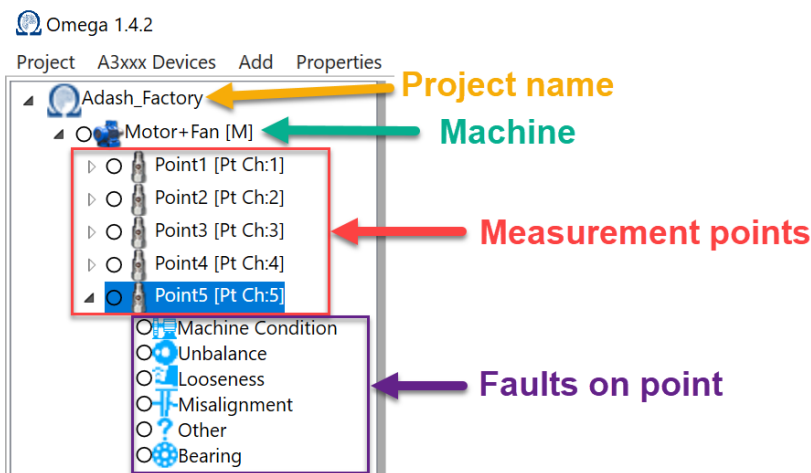 Omega 1.4.2
Project A3xxx Devices Add Properties
Adash_Factory
Project name
Motor+Fan [M]
Machine
Point1 [Pt Ch:1]
Point2 [Pt Ch:2]
Point3 [Pt Ch:3]
Measurement points
Point4 [Pt Ch:4]
Point5 [Pt Ch:5]
Machine Condition
Unbalance
Looseness
Faults on point
Misalignment
Other
Bearing